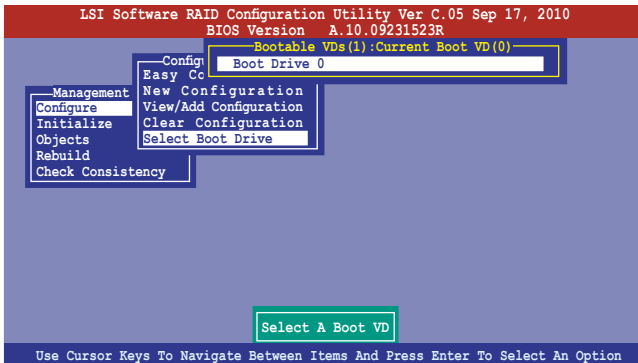 LSI Software RAID Configuration Utility Ver C.05 Sep 17, 2010
BIOS Version A.10.09231523R
Bootable VDs(1):Current Boot VD(0)
Boot Drive 0
Configu
Easy Co
New Configuration
View/Add Configuration
Clear Configuration
Select Boot Drive
Management
Configure
Initialize
Objects
Rebuild
Check Consistency
Select A Boot VD
Use Cursor Keys To Navigate Between Items And Press Enter To Select An Option